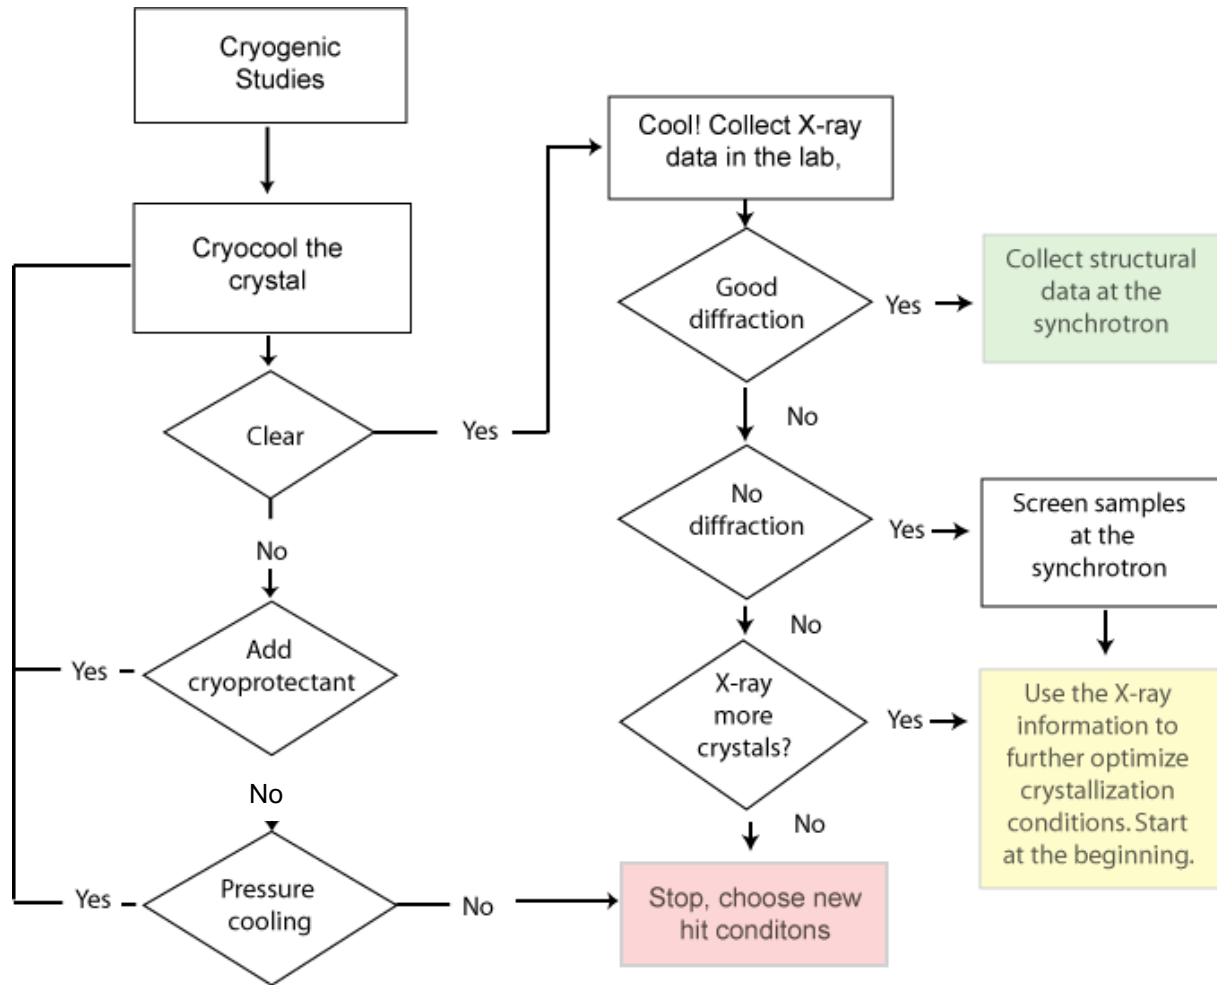 Cryogenic
Studies
Cryocool the
crystal
Clear
Yes
No
Add
cryoprotectant
Yes
No
Pressure
cooling
Yes
No
Cool! Collect X-ray
data in the lab,
Good
diffraction
Yes
Collect structural
data at the
synchrotron
No
No
diffraction
Yes
Screen samples
at the
synchrotron
No
X-ray
more
crystals?
Yes
Use the X-ray
information to
further optimize
crystallization
conditions. Start
at the beginning.
No
Stop, choose new
hit conditons